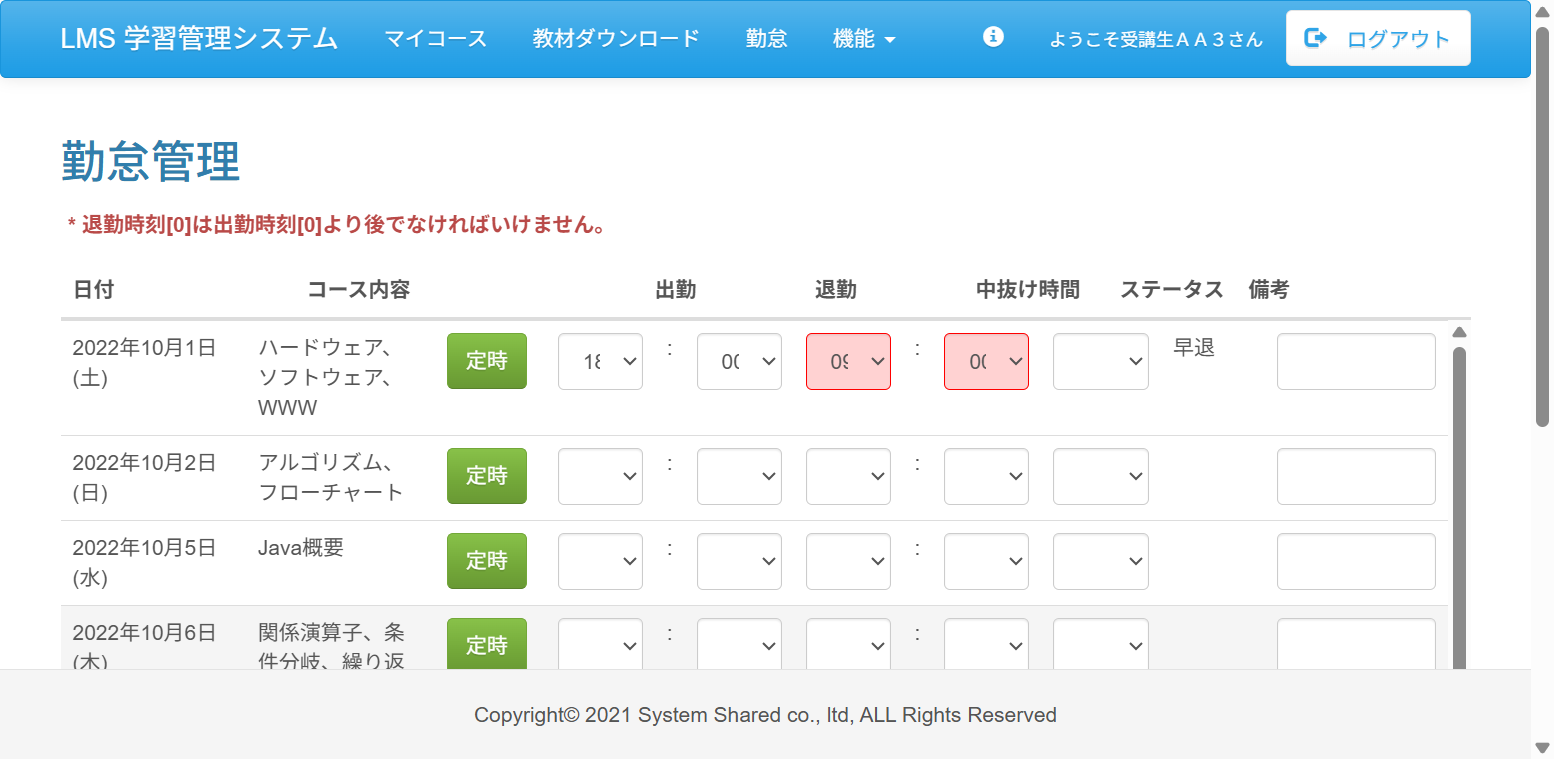 LMS 学習管理システム マイコース 教材ダウンロード 勤怠 機能 ようこそ受講生ＡＡ３さん ログアウト
勤怠管理
* 退勤時刻[0]は出勤時刻[0]より後でなければいけません。
日付 コース内容 出勤 退勤 中抜け時間 ステータス 備考
2022年10月1日 ハードウェア、 定時 18 : 00 09 : 00 早退
(土) ソフトウェア、
WWW
2022年10月2日 アルゴリズム、 定時 : :
(日) フローチャート
2022年10月5日 Java概要 定時 : :
(水)
2022年10月6日 関係演算子、条 定時 : :
(木) 件分岐、繰り返
Copyright© 2021 System Shared co., ltd, ALL Rights Reserved